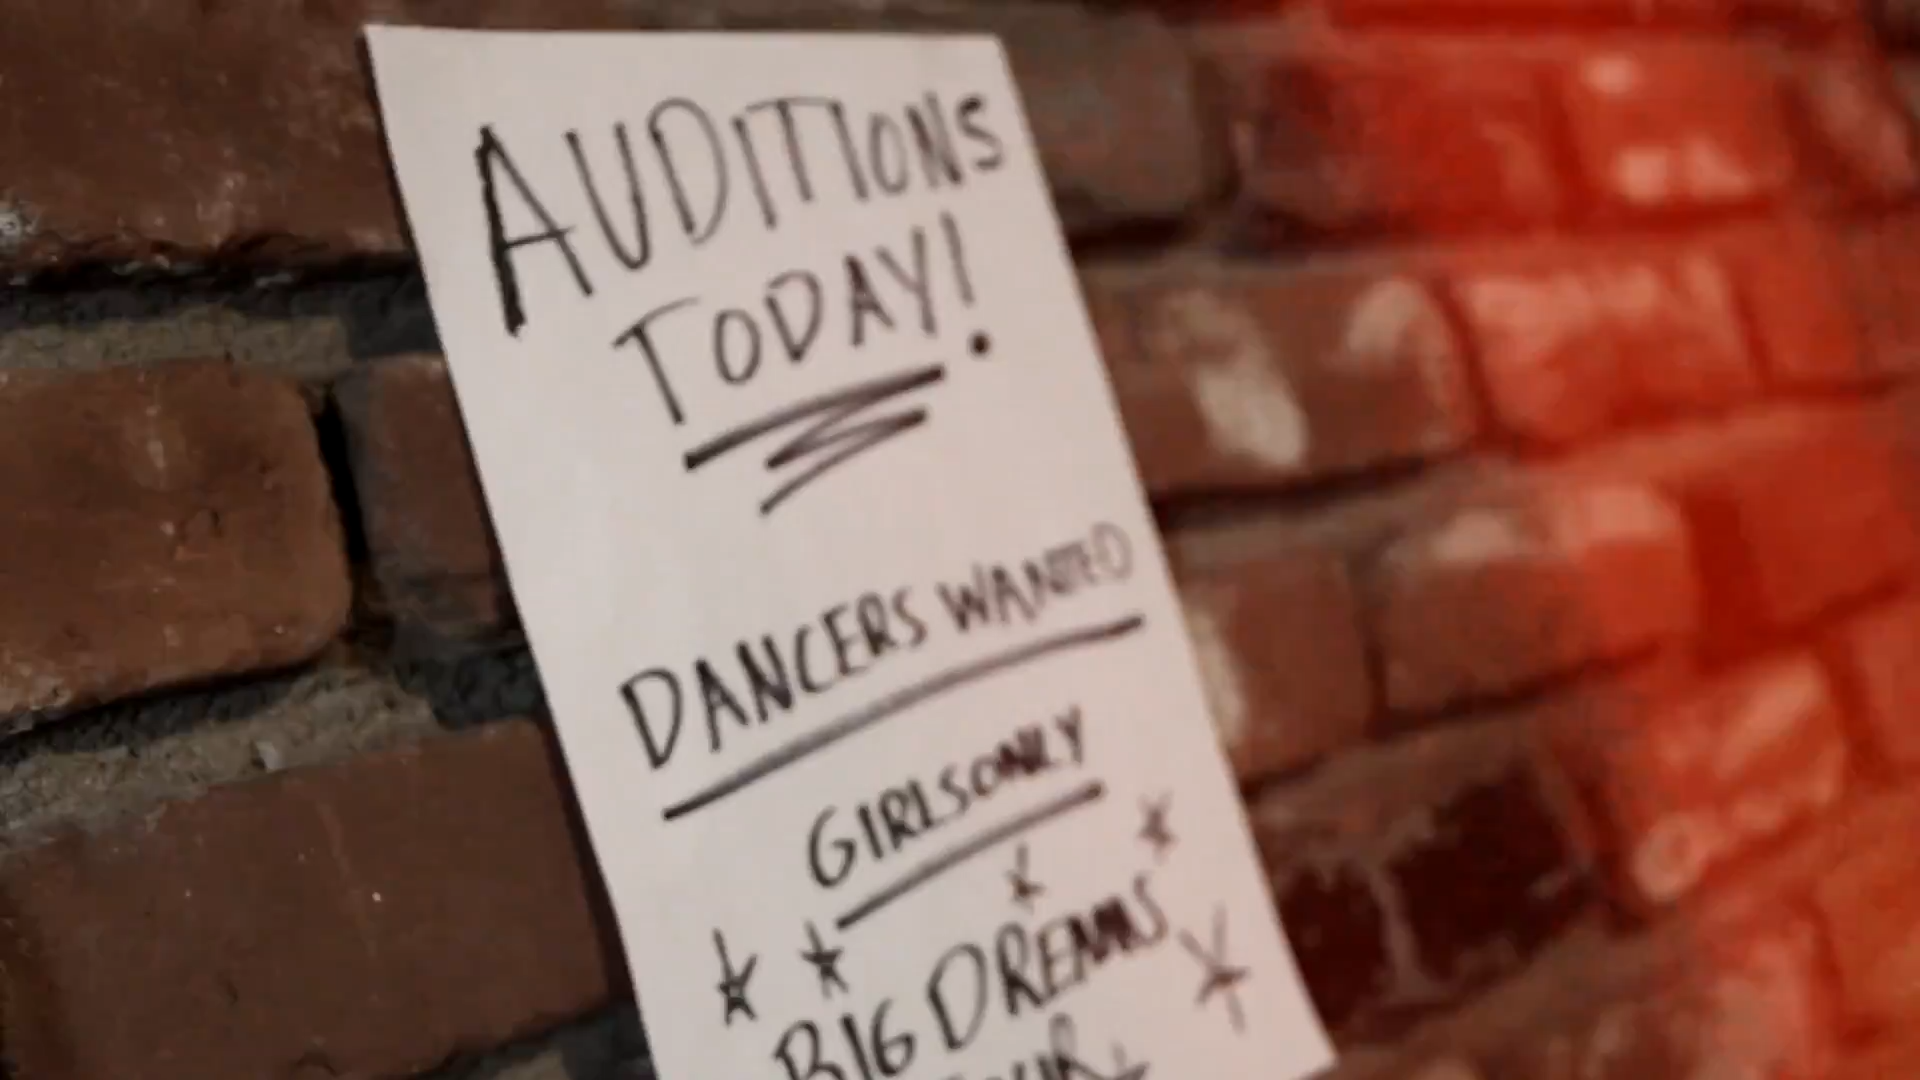 AUDITIONS
TODAY!
DANCERS WANTED
GIRLS ONLY
BIG DREAMS